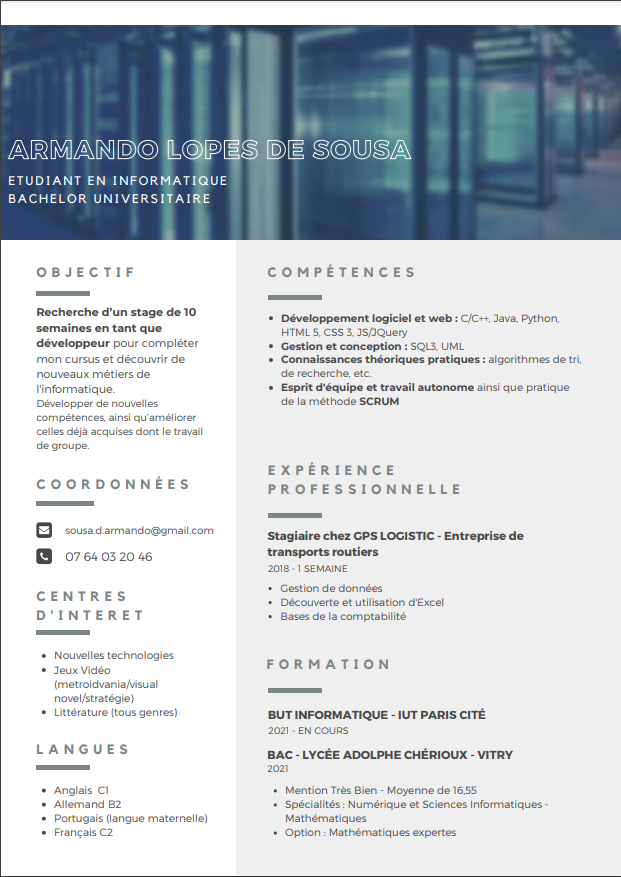 ARMANDO LOPES DE SOUSA
ETUDIANT EN INFORMATIQUE
BACHELOR UNIVERSITAIRE
OBJECTIF
Recherche d'un stage de 10
semaines en tant que
développeur pour compléter
mon cursus et découvrir de
nouveaux métiers de
l'informatique.
Développer de nouvelles
compétences, ainsi qu'améliorer
celles déjà acquises dont le travail
de groupe.
COORDONNÉES
sousa.d.armando@gmail.com
07 64 03 20 46
CENTRES
D'INTERET
• Nouvelles technologies
• Jeux Vidéo
(metroidvania/visual
novel/stratégie)
• Littérature (tous genres)
LANGUES
• Anglais C1
• Allemand B2
• Portugais (langue maternelle)
• Français C2
COMPÉTENCES
• Développement logiciel et web : C/C++, Java, Python,
HTML 5, CSS 3, JS/JQuery
• Gestion et conception : SQL3, UML
• Connaissances théoriques pratiques : algorithmes de tri,
de recherche, etc.
• Esprit d'équipe et travail autonome ainsi que pratique
de la méthode SCRUM
EXPÉRIENCE
PROFESSIONNELLE
Stagiaire chez GPS LOGISTIC - Entreprise de
transports routiers
2018 - 1 SEMAINE
• Gestion de données
• Découverte et utilisation d'Excel
• Bases de la comptabilité
FORMATION
BUT INFORMATIQUE - IUT PARIS CITÉ
2021 - EN COURS
BAC - LYCÉE ADOLPHE CHÉRIOUX - VITRY
2021
• Mention Très Bien - Moyenne de 16,55
• Spécialités : Numérique et Sciences Informatiques -
Mathématiques
• Option : Mathématiques expertes